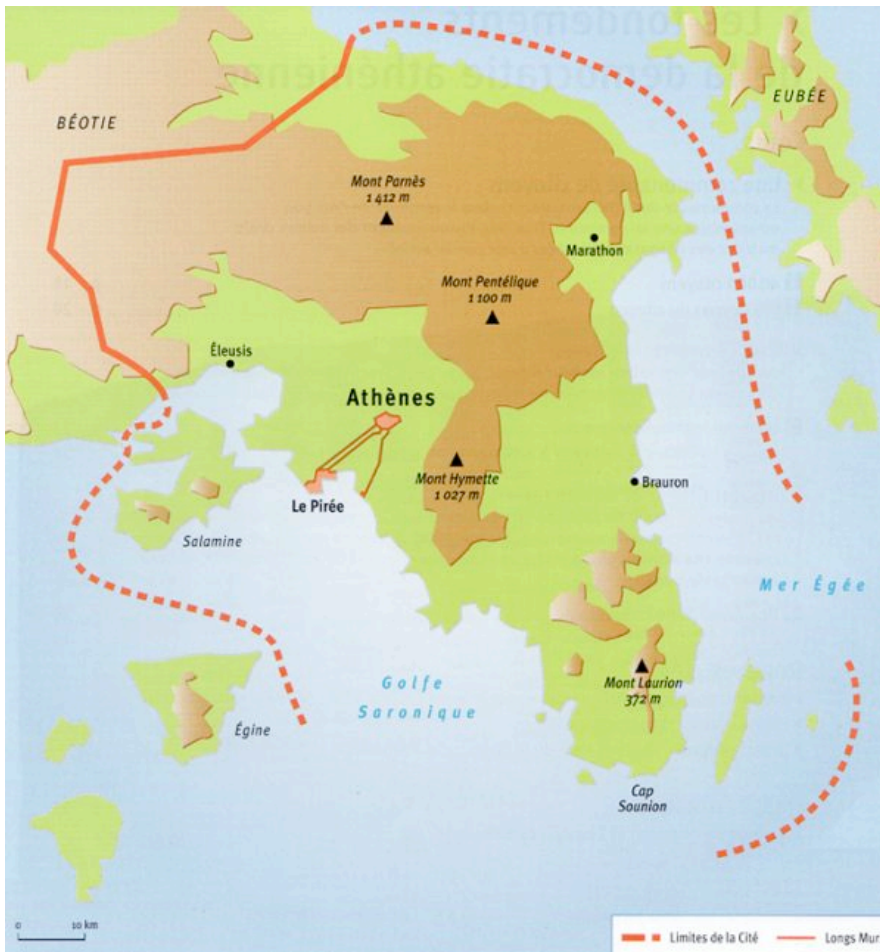 la démocratie
BÉOTIE
EUBÉE
Mont Parnès
1 412 m
Marathon
Mont Pentélique
1 100 m
Éleusis
Athènes
Mont Hymette
1 027 m
Brauron
Le Pirée
Salamine
Mer Égée
Golfe
Saronique
Mont Laurion
372 m
Égine
Cap
Sounion
0 10 km
Limites de la Cité Longs Mur